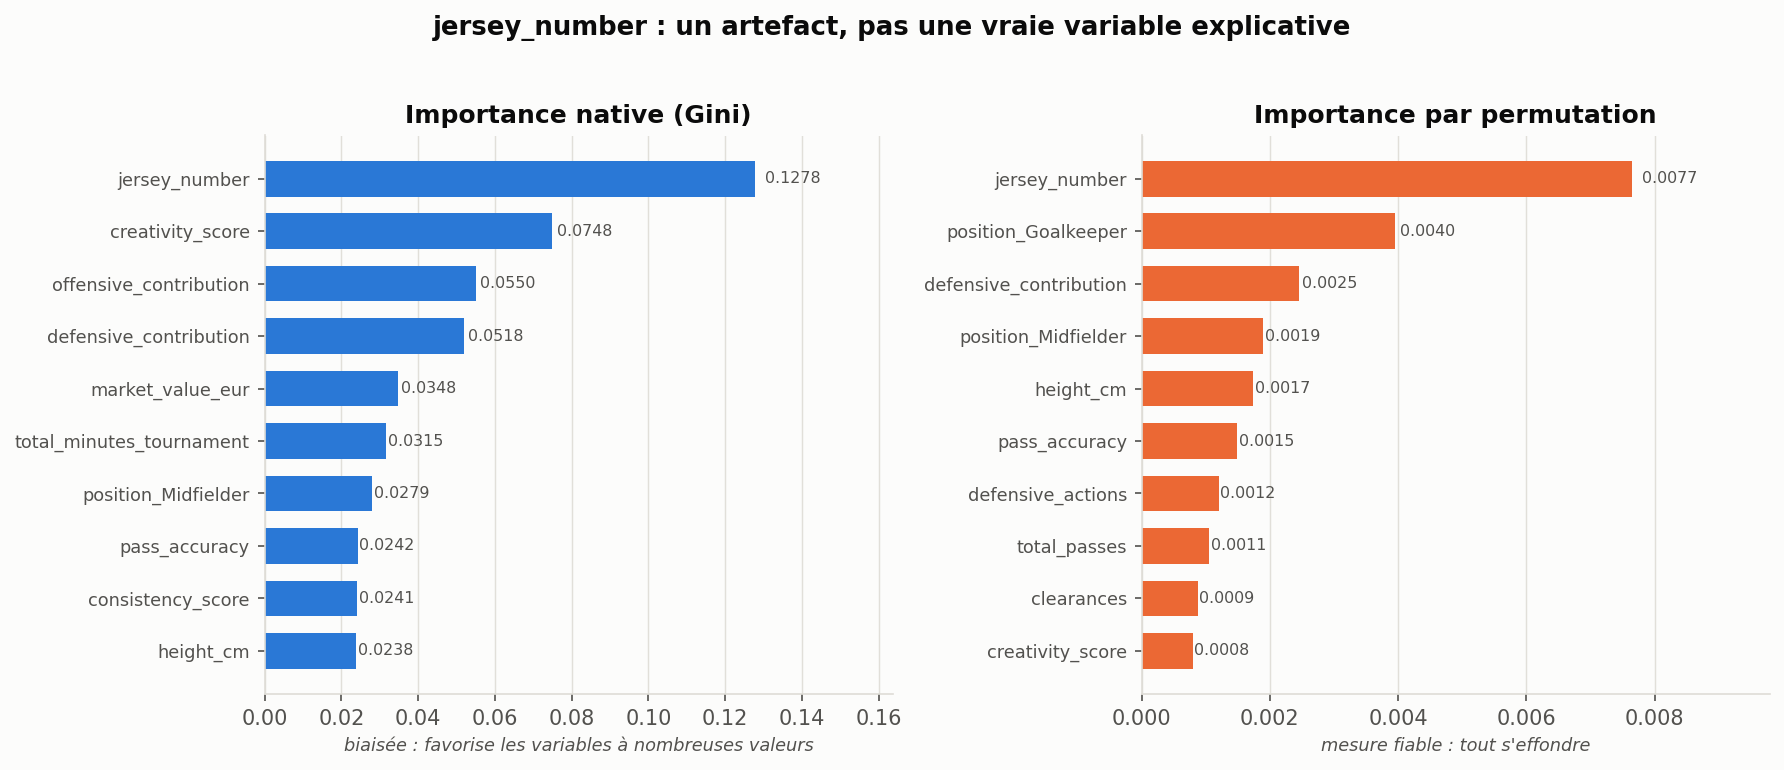 jersey_number : un artefact, pas une vraie variable explicative
Importance native (Gini)
jersey_number 0.1278
creativity_score 0.0748
offensive_contribution 0.0550
defensive_contribution 0.0518
market_value_eur 0.0348
total_minutes_tournament 0.0315
position_Midfielder 0.0279
pass_accuracy 0.0242
consistency_score 0.0241
height_cm 0.0238
0.00 0.02 0.04 0.06 0.08 0.10 0.12 0.14 0.16
biaisée : favorise les variables à nombreuses valeurs
Importance par permutation
jersey_number 0.0077
position_Goalkeeper 0.0040
defensive_contribution 0.0025
position_Midfielder 0.0019
height_cm 0.0017
pass_accuracy 0.0015
defensive_actions 0.0012
total_passes 0.0011
clearances 0.0009
creativity_score 0.0008
0.000 0.002 0.004 0.006 0.008
mesure fiable : tout s'effondre